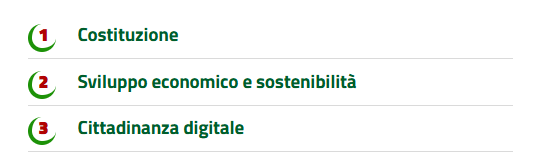 1 Costituzione
2 Sviluppo economico e sostenibilità
3 Cittadinanza digitale